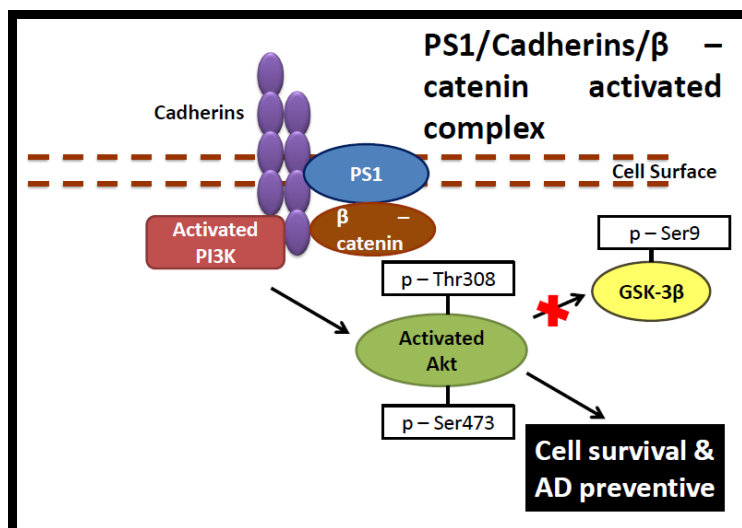 PS1/Cadherins/β –
catenin activated
complex
Cadherins
PS1
Cell Surface
Activated
PI3K
β –
catenin
p – Ser9
p – Thr308
GSK-3β
Activated
Akt
p – Ser473
Cell survival &
AD preventive